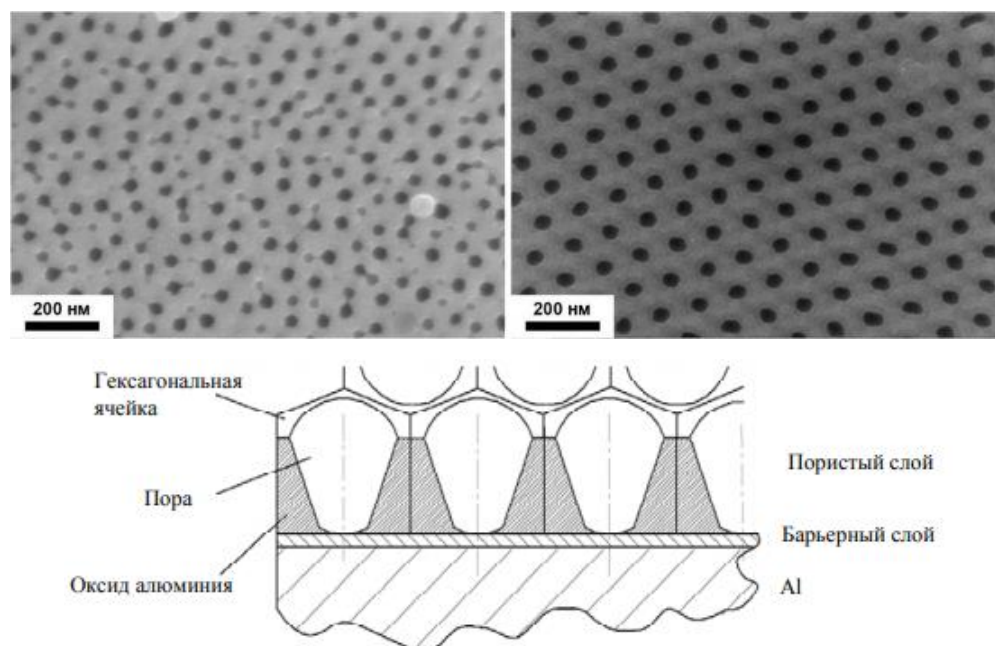 200 нм
200 нм
Гексагональная
ячейка
Пора
Оксид алюминия
Пористый слой
Барьерный слой
Al